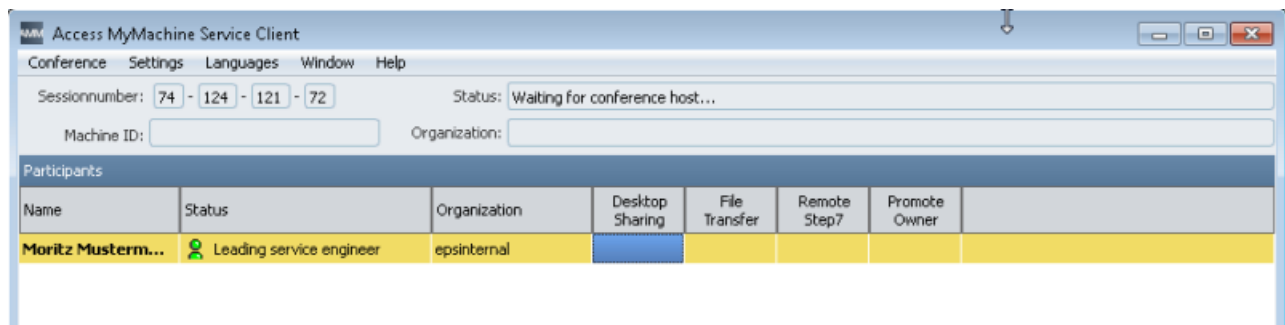 AMM Access MyMachine Service Client
Conference Settings Languages Window Help
Sessionnumber: 74 - 124 - 121 - 72 Status: Waiting for conference host...
Machine ID: Organization:
Participants
Name Status Organization Desktop Sharing File Transfer Remote Step7 Promote Owner
Moritz Musterm... Leading service engineer epsinternal